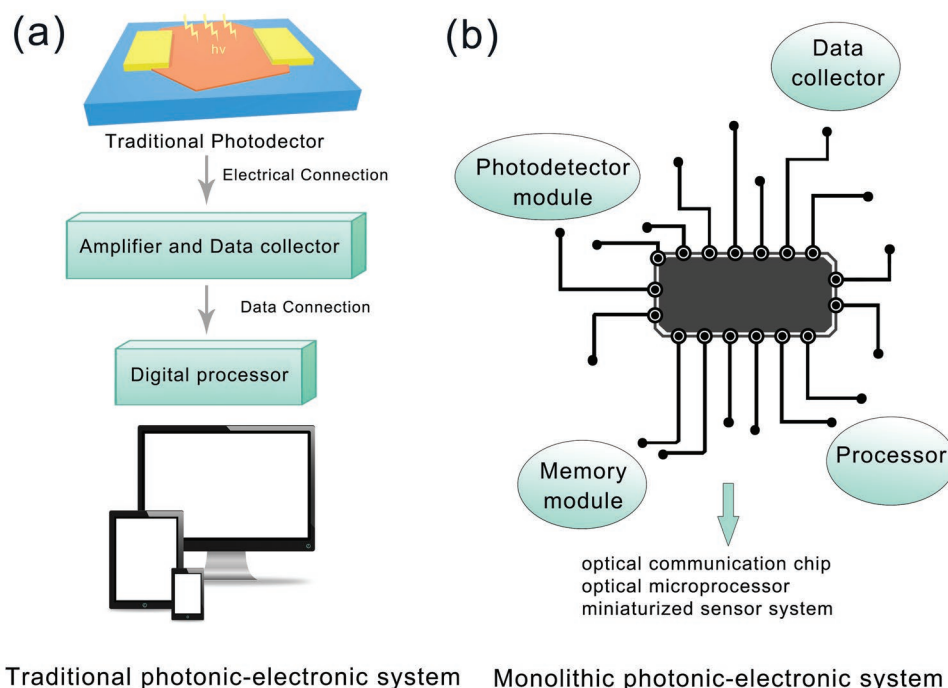 (a)
hν
Traditional Photodector
Electrical Connection
Amplifier and Data collector
Data Connection
Digital processor
Traditional photonic-electronic system
(b)
Data
collector
Photodetector
module
Memory
module
Processor
optical communication chip
optical microprocessor
miniaturized sensor system
Monolithic photonic-electronic system